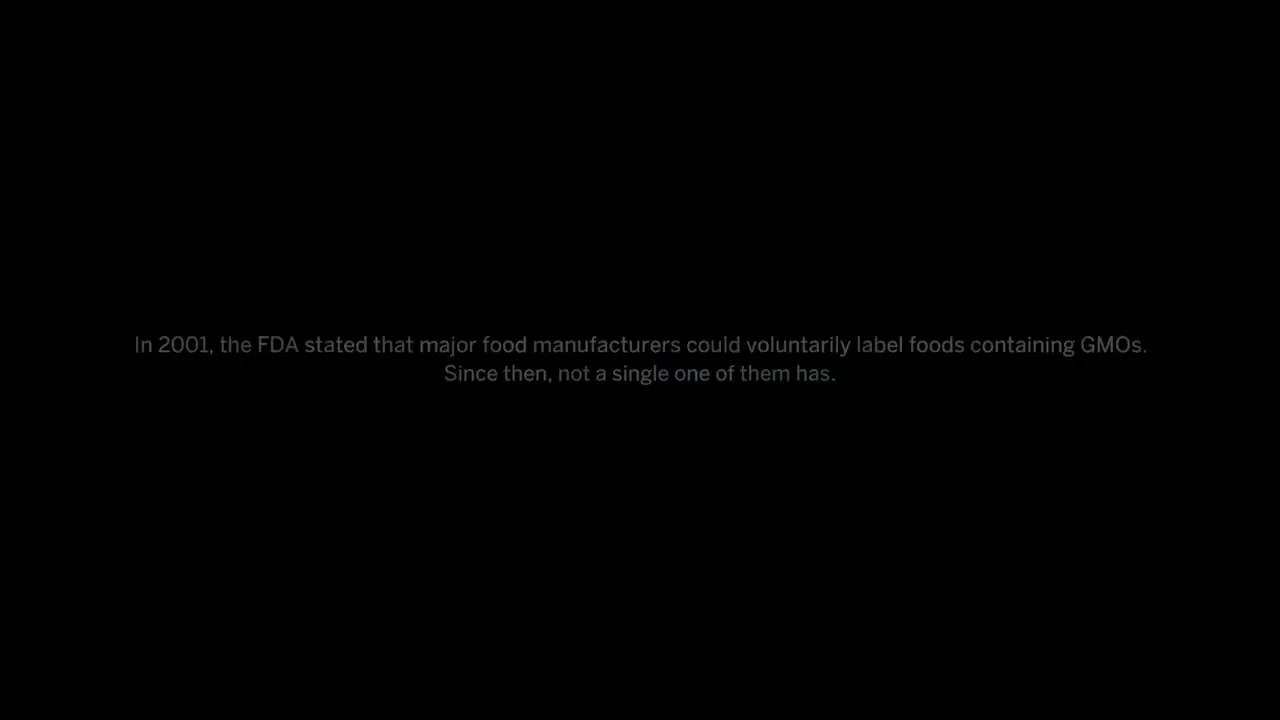 In 2001, the FDA stated that major food manufacturers could voluntarily label foods containing GMOs.
Since then, not a single one of them has.